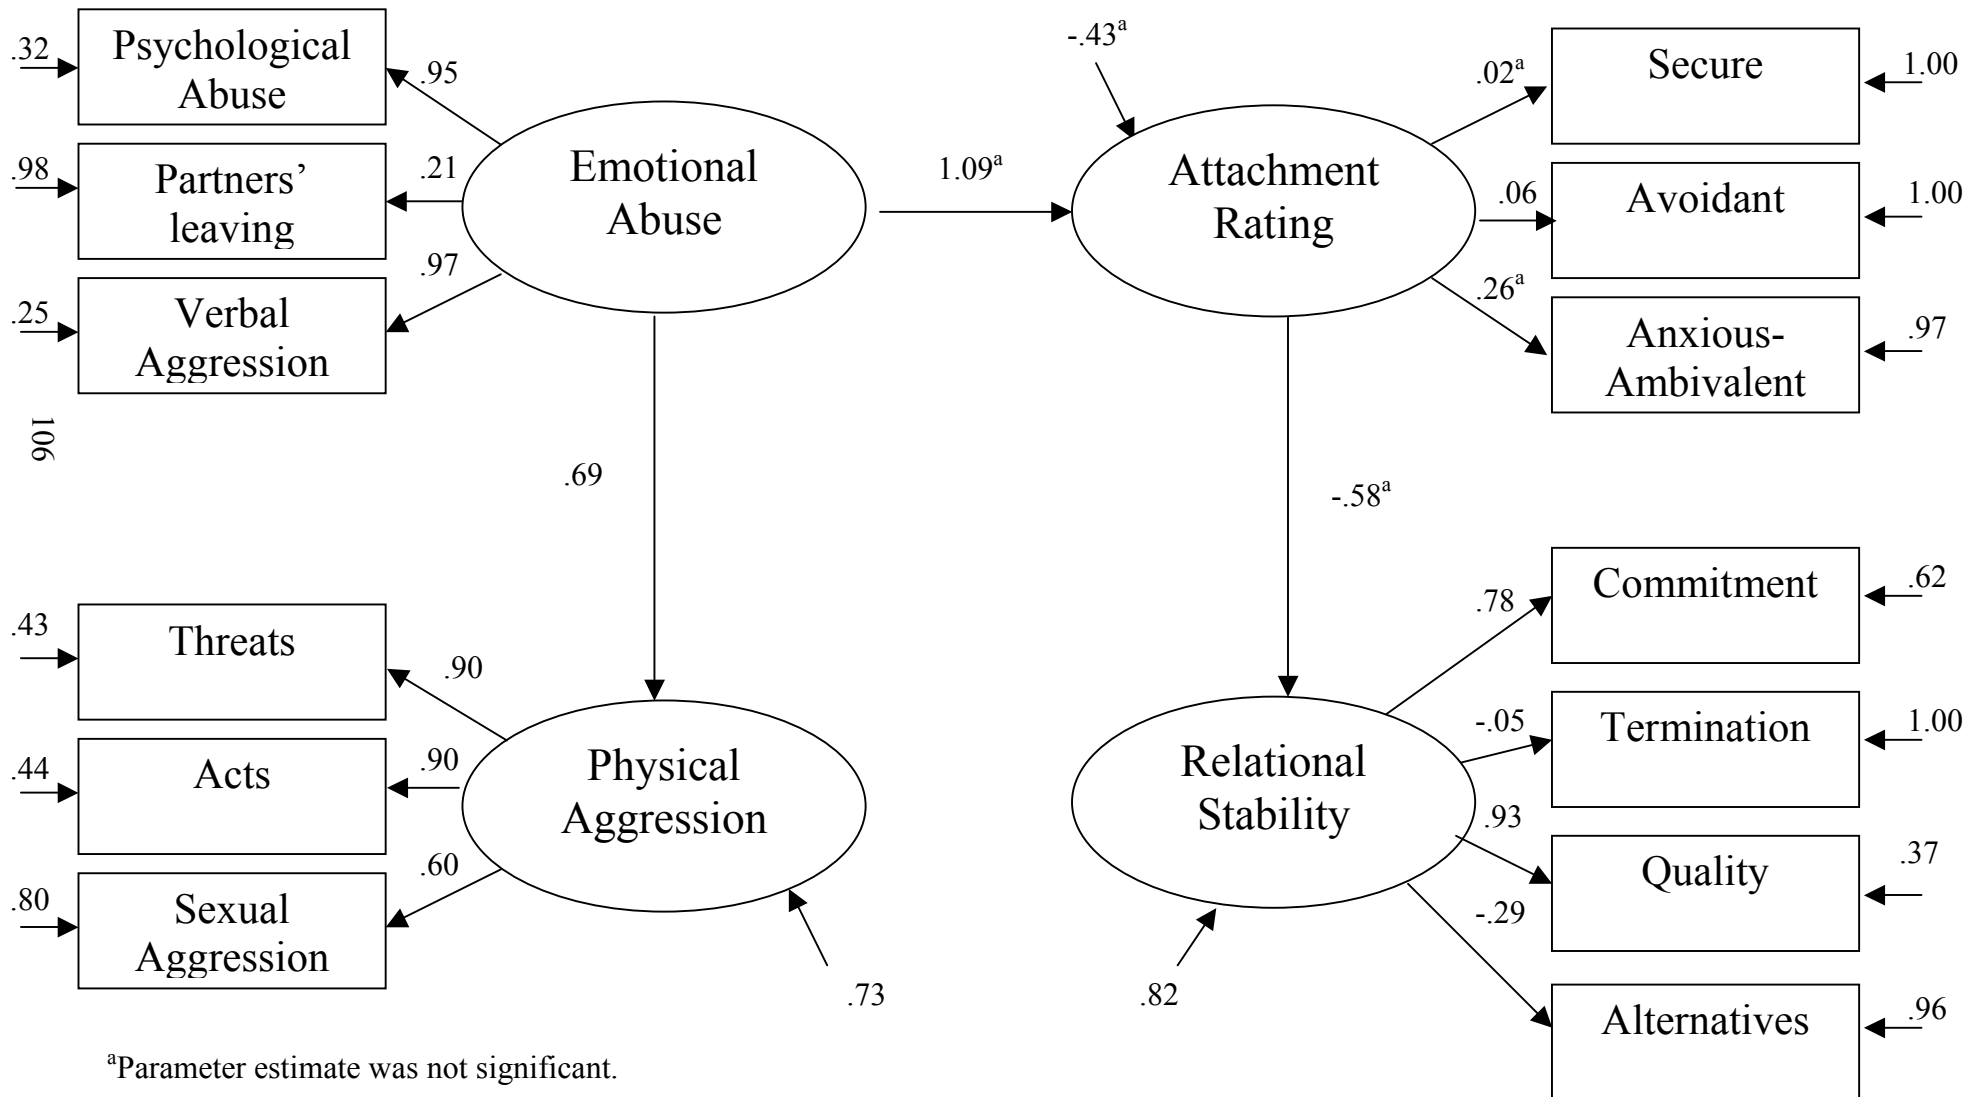 .32
Psychological
Abuse
.95
.98
Partners’
leaving
.21
.25
Verbal
Aggression
.97
Emotional
Abuse
1.09ª
-.43ª
Attachment
Rating
.02ª
Secure
1.00
.06
Avoidant
1.00
.26ª
Anxious-
Ambivalent
.97
106
.69
-.58ª
.43
Threats
.90
.44
Acts
.90
.80
Sexual
Aggression
.60
Physical
Aggression
.73
Relational
Stability
.82
.78
Commitment
.62
-.05
Termination
1.00
.93
Quality
.37
-.29
Alternatives
.96
ªParameter estimate was not significant.